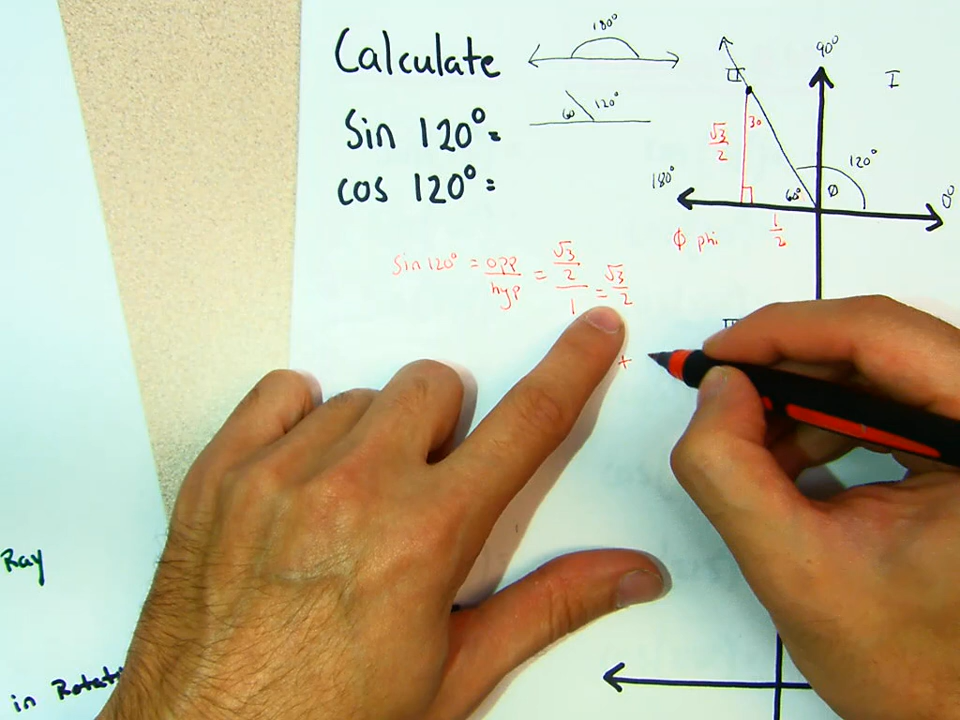 Calculate
180°
Sin 120° =
60 120°
cos 120° =
90°
II
I
√3/2
30
120°
180°
60°
Ø
0°
1/2
Ø phi
Sin 120° = opp/hyp = √3/2/1 = √3/2
+
Ray
in